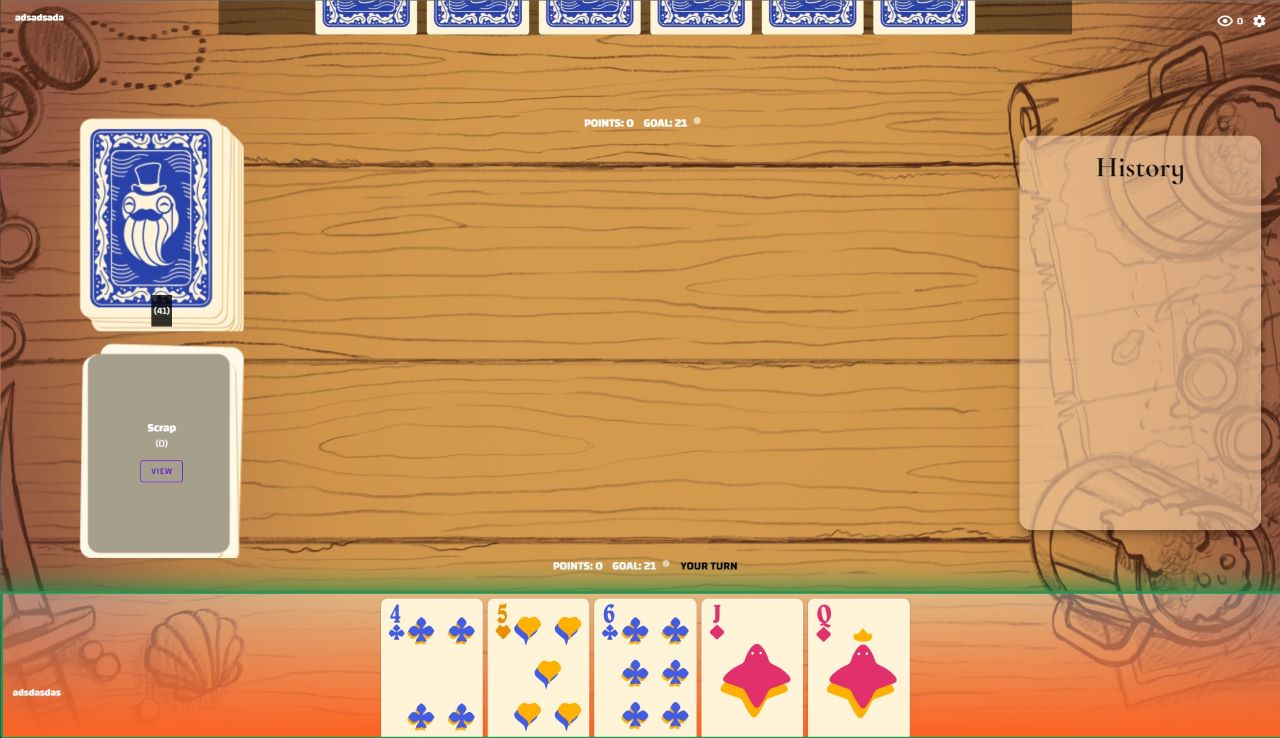 adsadsada
0
POINTS: 0 GOAL: 21
History
(41)
Scrap
(0)
VIEW
POINTS: 0 GOAL: 21 YOUR TURN
4 5 6 J Q
adsdasdas